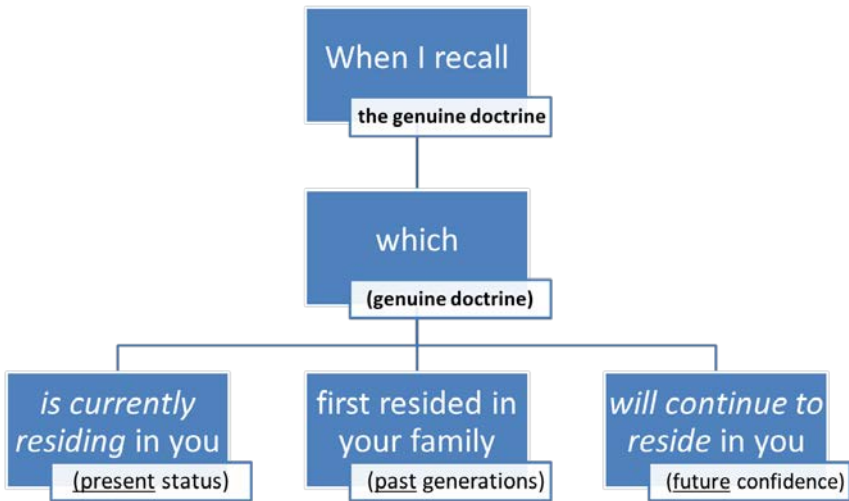 When I recall
the genuine doctrine
which
(genuine doctrine)
is currently
residing in you
(present status)
first resided in
your family
(past generations)
will continue to
reside in you
(future confidence)